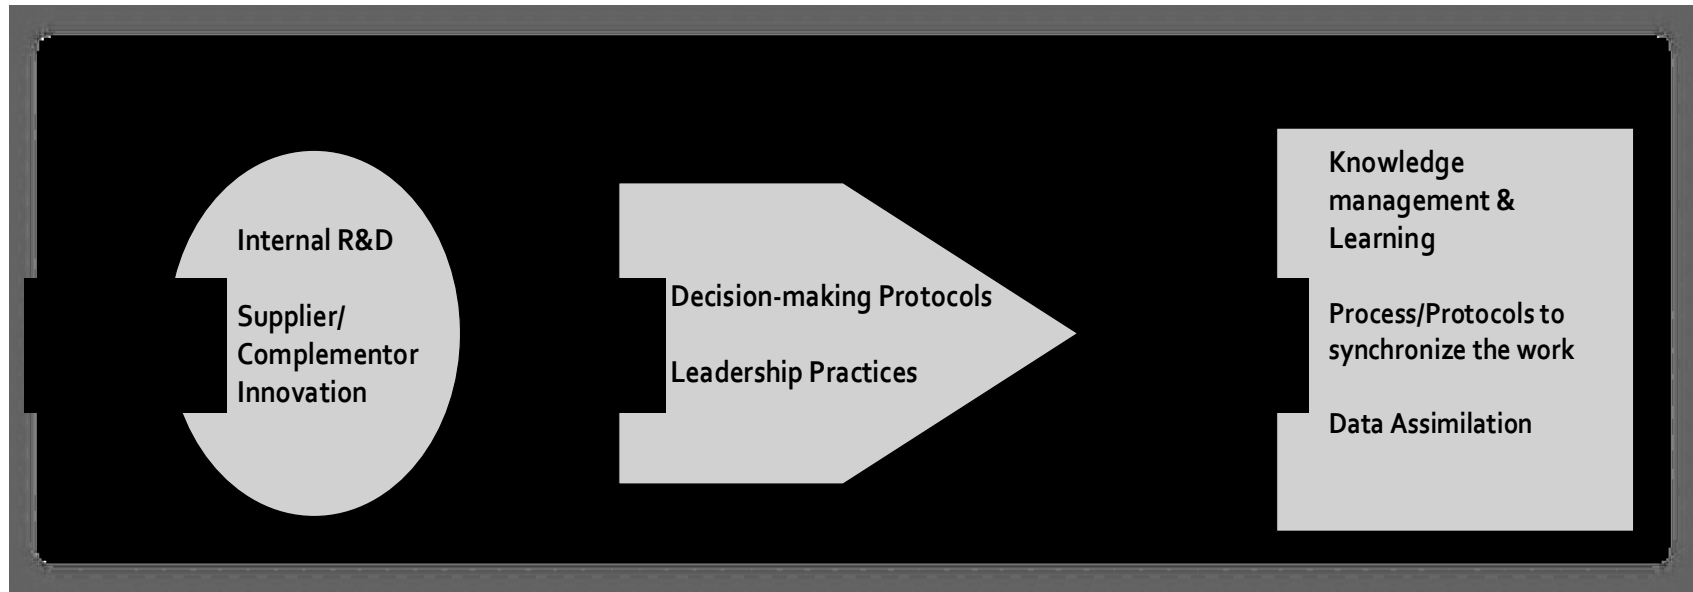 Internal R&D
Supplier/
Complementor
Innovation
Decision-making Protocols
Leadership Practices
Knowledge
management &
Learning
Process/Protocols to
synchronize the work
Data Assimilation